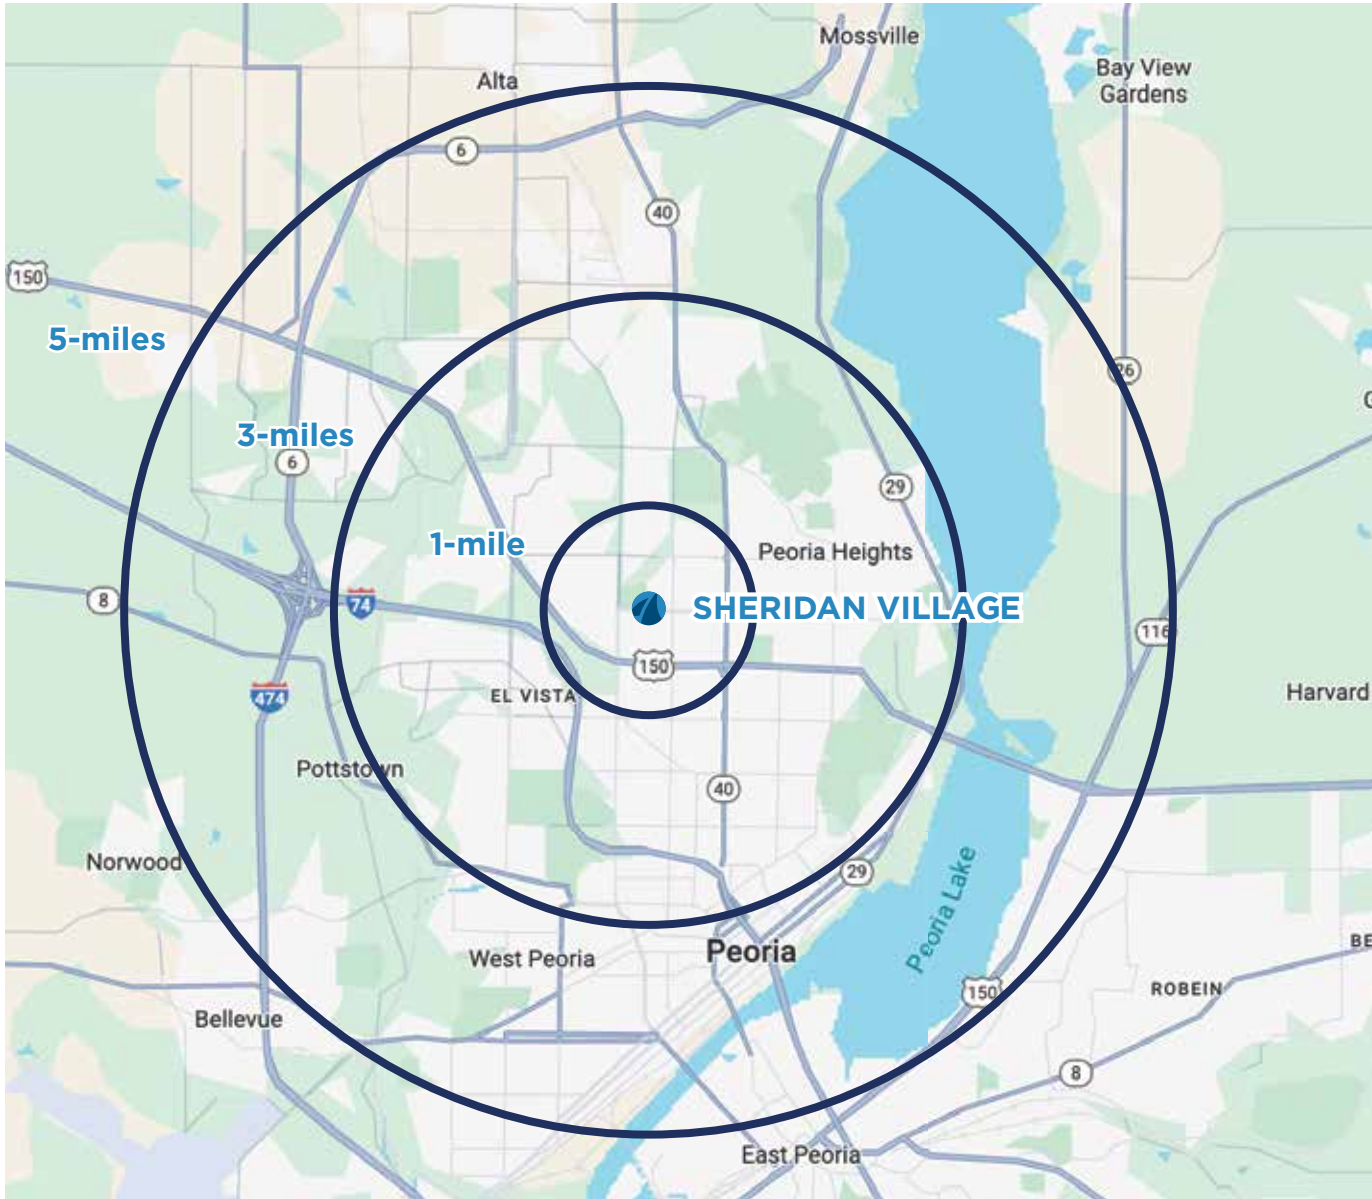 Mossville
Bay View
Gardens
Alta
6
40
150
5-miles
26
3-miles
6
29
1-mile
Peoria Heights
8
74
SHERIDAN VILLAGE
116
150
474
EL VISTA
Harvard
Pottstown
40
Norwood
29
Peoria Lake
Peoria
West Peoria
BE
ROBEIN
150
Bellevue
8
East Peoria